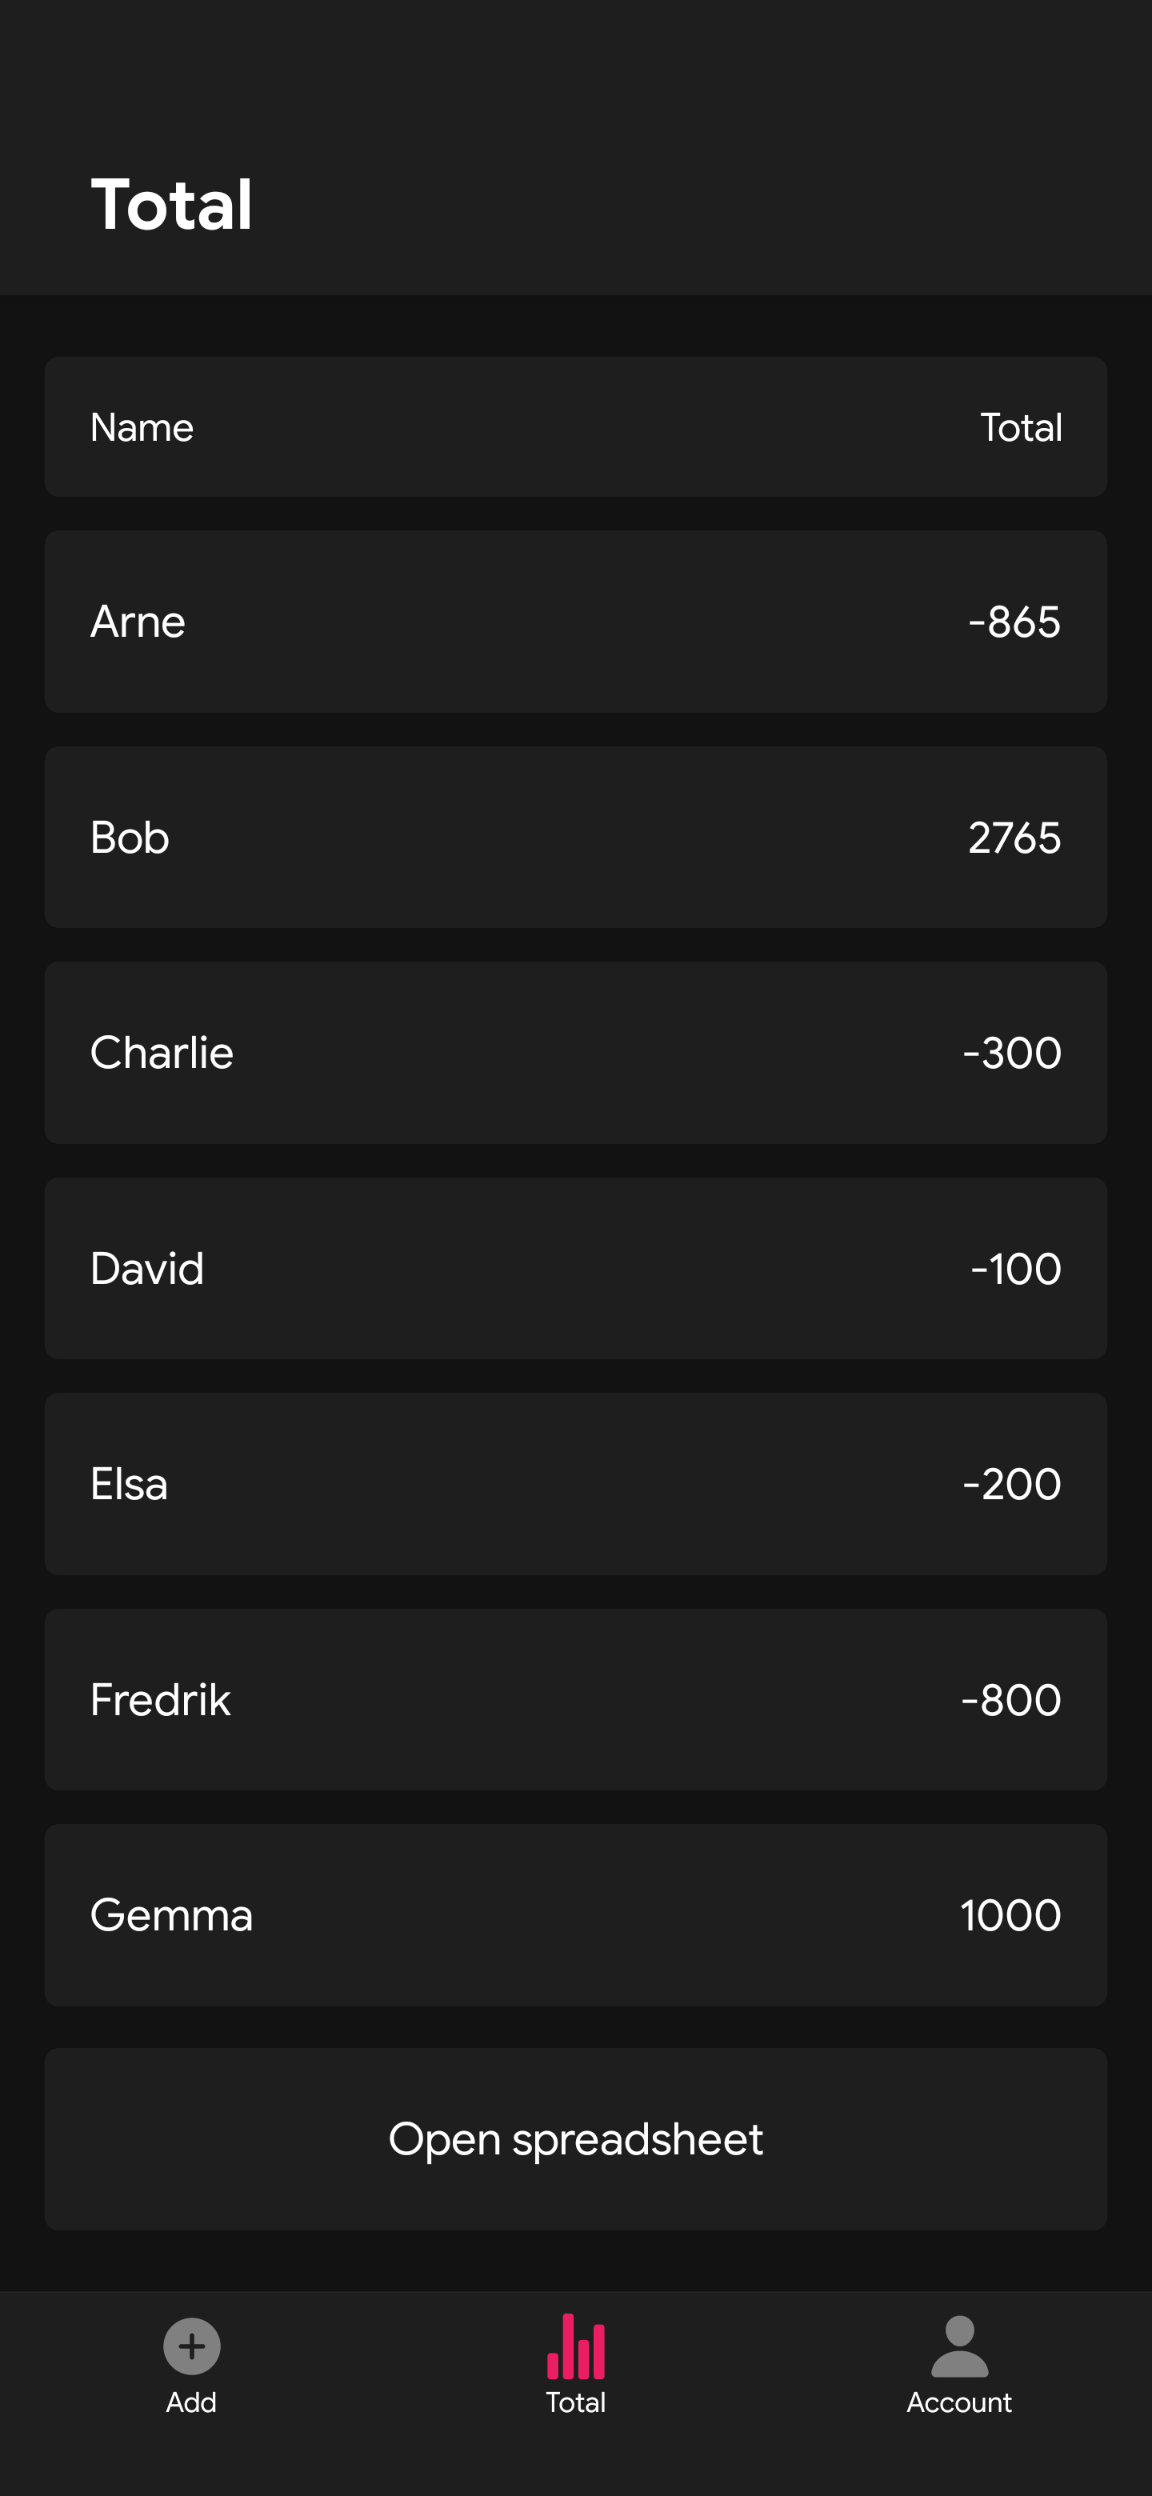 Total
Name Total
Arne -865
Bob 2765
Charlie -300
David -100
Elsa -200
Fredrik -800
Gemma 1000
Open spreadsheet
Add Total Account